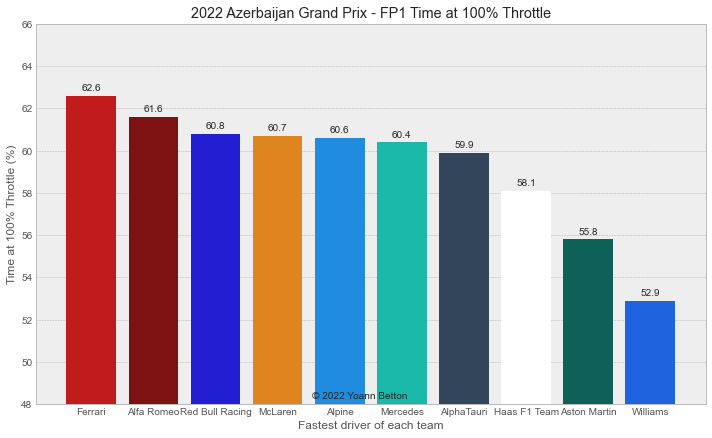 2022 Azerbaijan Grand Prix - FP1 Time at 100% Throttle
Time at 100% Throttle (%)
66
64
62
60
58
56
54
52
50
48
62.6
61.6
60.8
60.7
60.6
60.4
59.9
58.1
55.8
52.9
© 2022 Yoann Betton
Ferrari
Alfa Romeo
Red Bull Racing
McLaren
Alpine
Mercedes
AlphaTauri
Haas F1 Team
Aston Martin
Williams
Fastest driver of each team